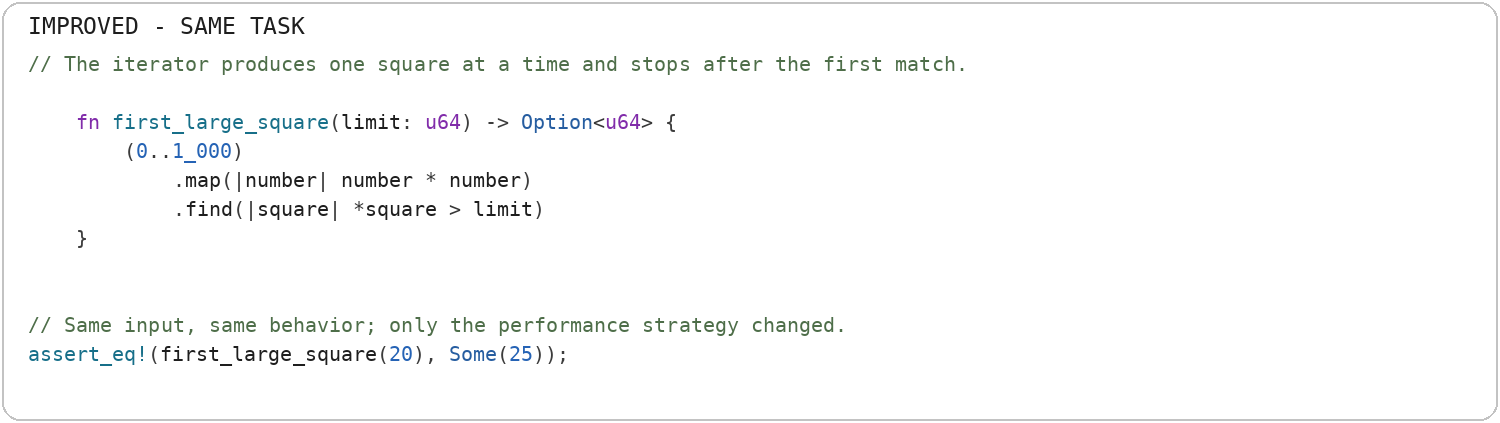 IMPROVED - SAME TASK
// The iterator produces one square at a time and stops after the first match.
fn first_large_square(limit: u64) -> Option<u64> {
    (0..1_000)
        .map(|number| number * number)
        .find(|square| *square > limit)
}
// Same input, same behavior; only the performance strategy changed.
assert_eq!(first_large_square(20), Some(25));